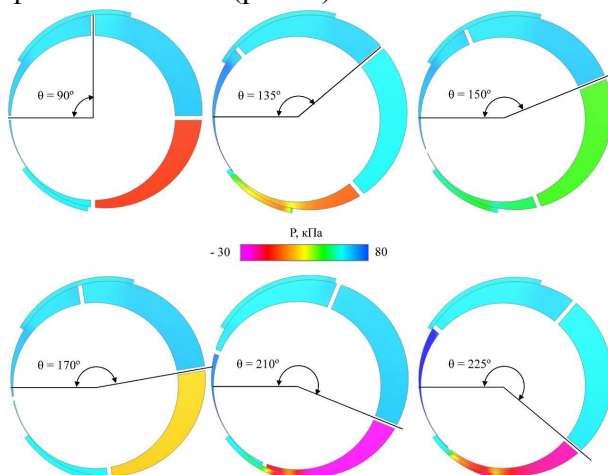 θ = 90º
θ = 135º
θ = 150º
P, кПа
- 30
80
θ = 170º
θ = 210º
θ = 225º